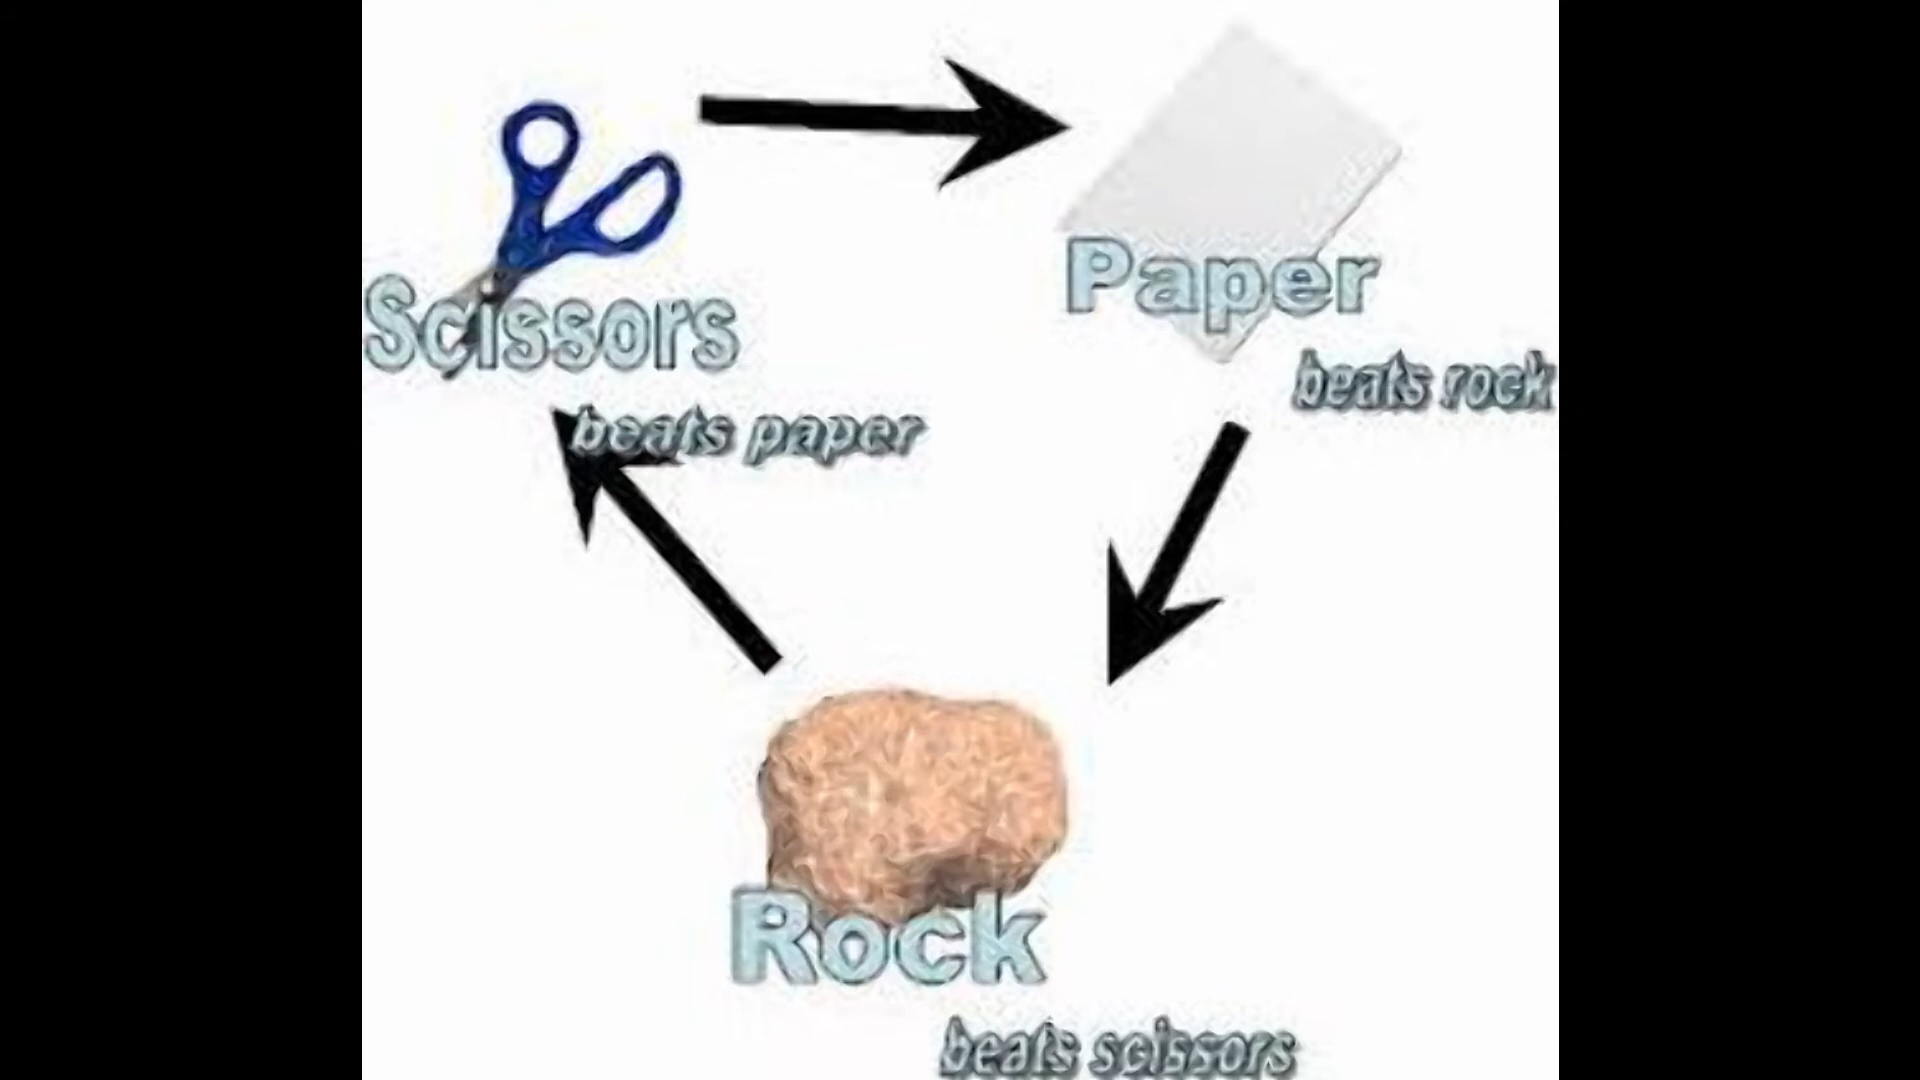 Scissors
beats paper
Paper
beats rock
Rock
beats scissors